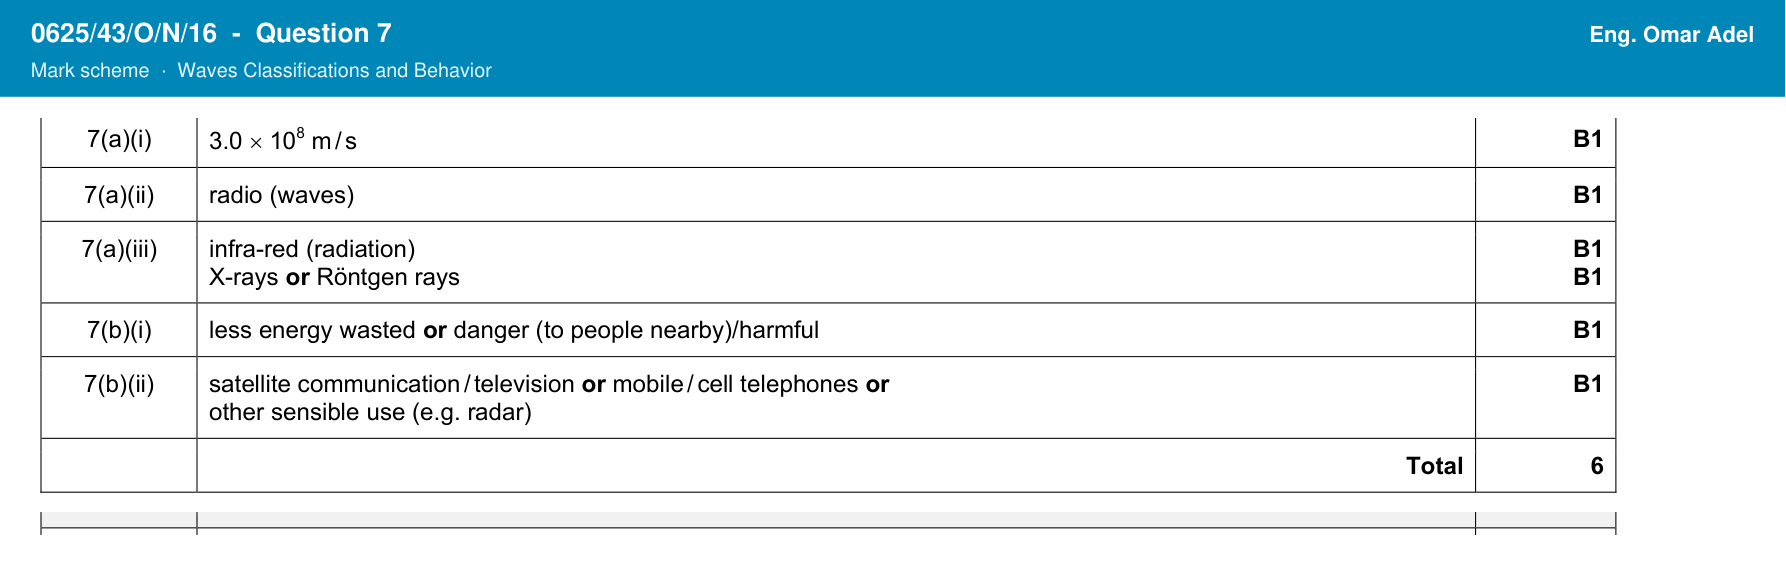 0625/43/O/N/16 - Question 7
Eng. Omar Adel
Mark scheme · Waves Classifications and Behavior
7(a)(i) 3.0 × 10⁸ m/s B1
7(a)(ii) radio (waves) B1
7(a)(iii) infra-red (radiation) B1
X-rays or Röntgen rays B1
7(b)(i) less energy wasted or danger (to people nearby)/harmful B1
7(b)(ii) satellite communication/television or mobile/cell telephones or B1
other sensible use (e.g. radar)
Total 6